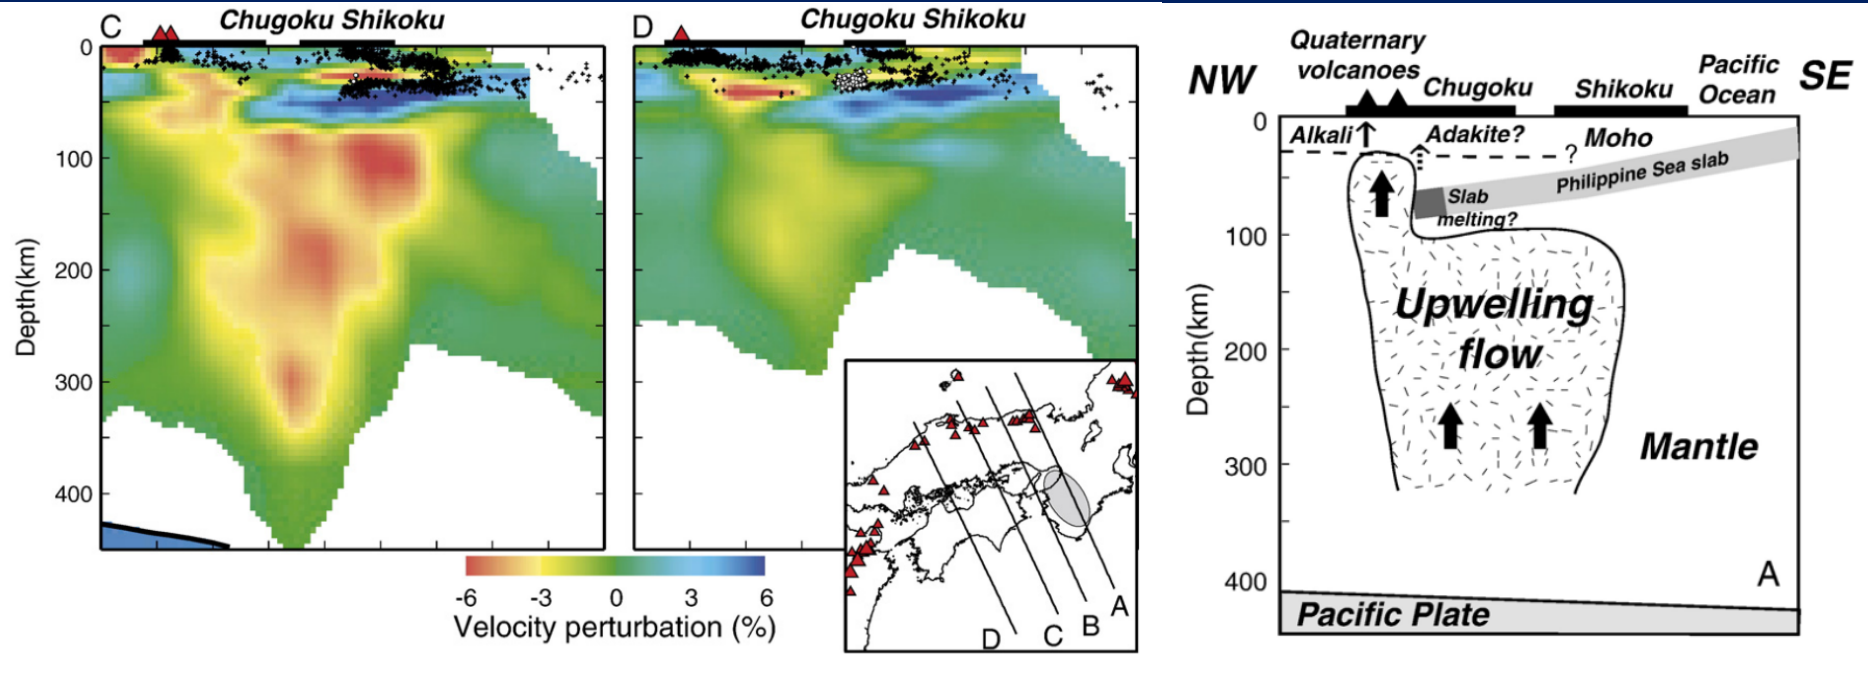 C
Chugoku Shikoku
0
100
200
300
400
Depth(km)
D
Chugoku Shikoku
-6 -3 0 3 6
Velocity perturbation (%)
A
B
C
D
Quaternary
volcanoes
NW
Chugoku
Shikoku
Pacific
Ocean
SE
0
100
200
300
400
Depth(km)
Alkali
Adakite?
Moho
?
Philippine Sea slab
Slab
melting?
Upwelling
flow
Mantle
A
Pacific Plate